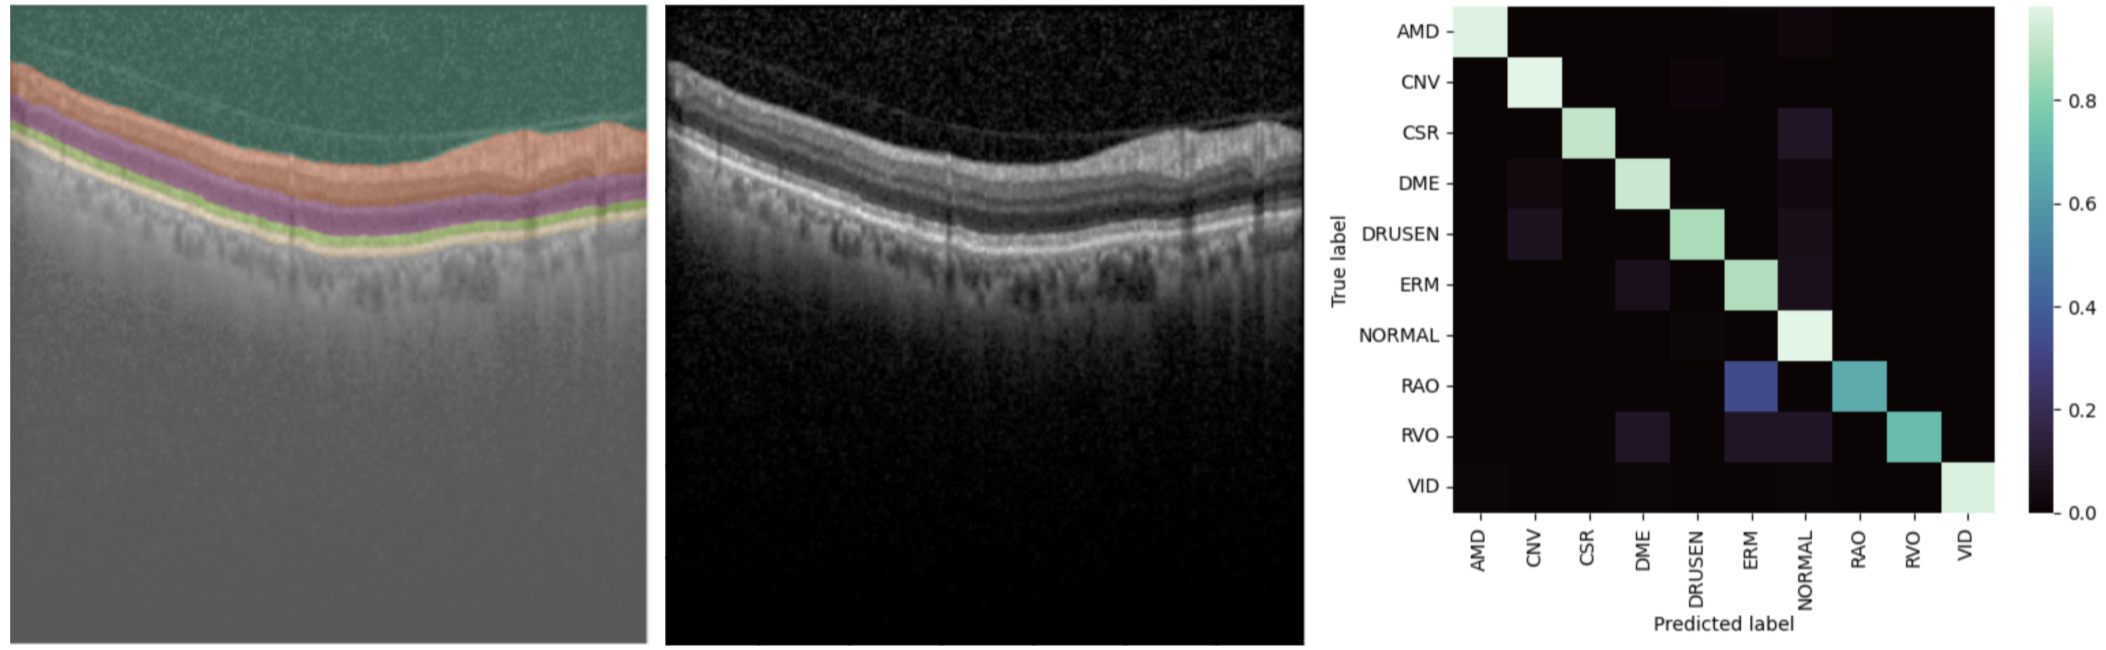 AMD
CNV
CSR
DME
DRUSEN
ERM
NORMAL
RAO
RVO
VID
True label
AMD
CNV
CSR
DME
DRUSEN
ERM
NORMAL
RAO
RVO
VID
Predicted label
0.8
0.6
0.4
0.2
0.0